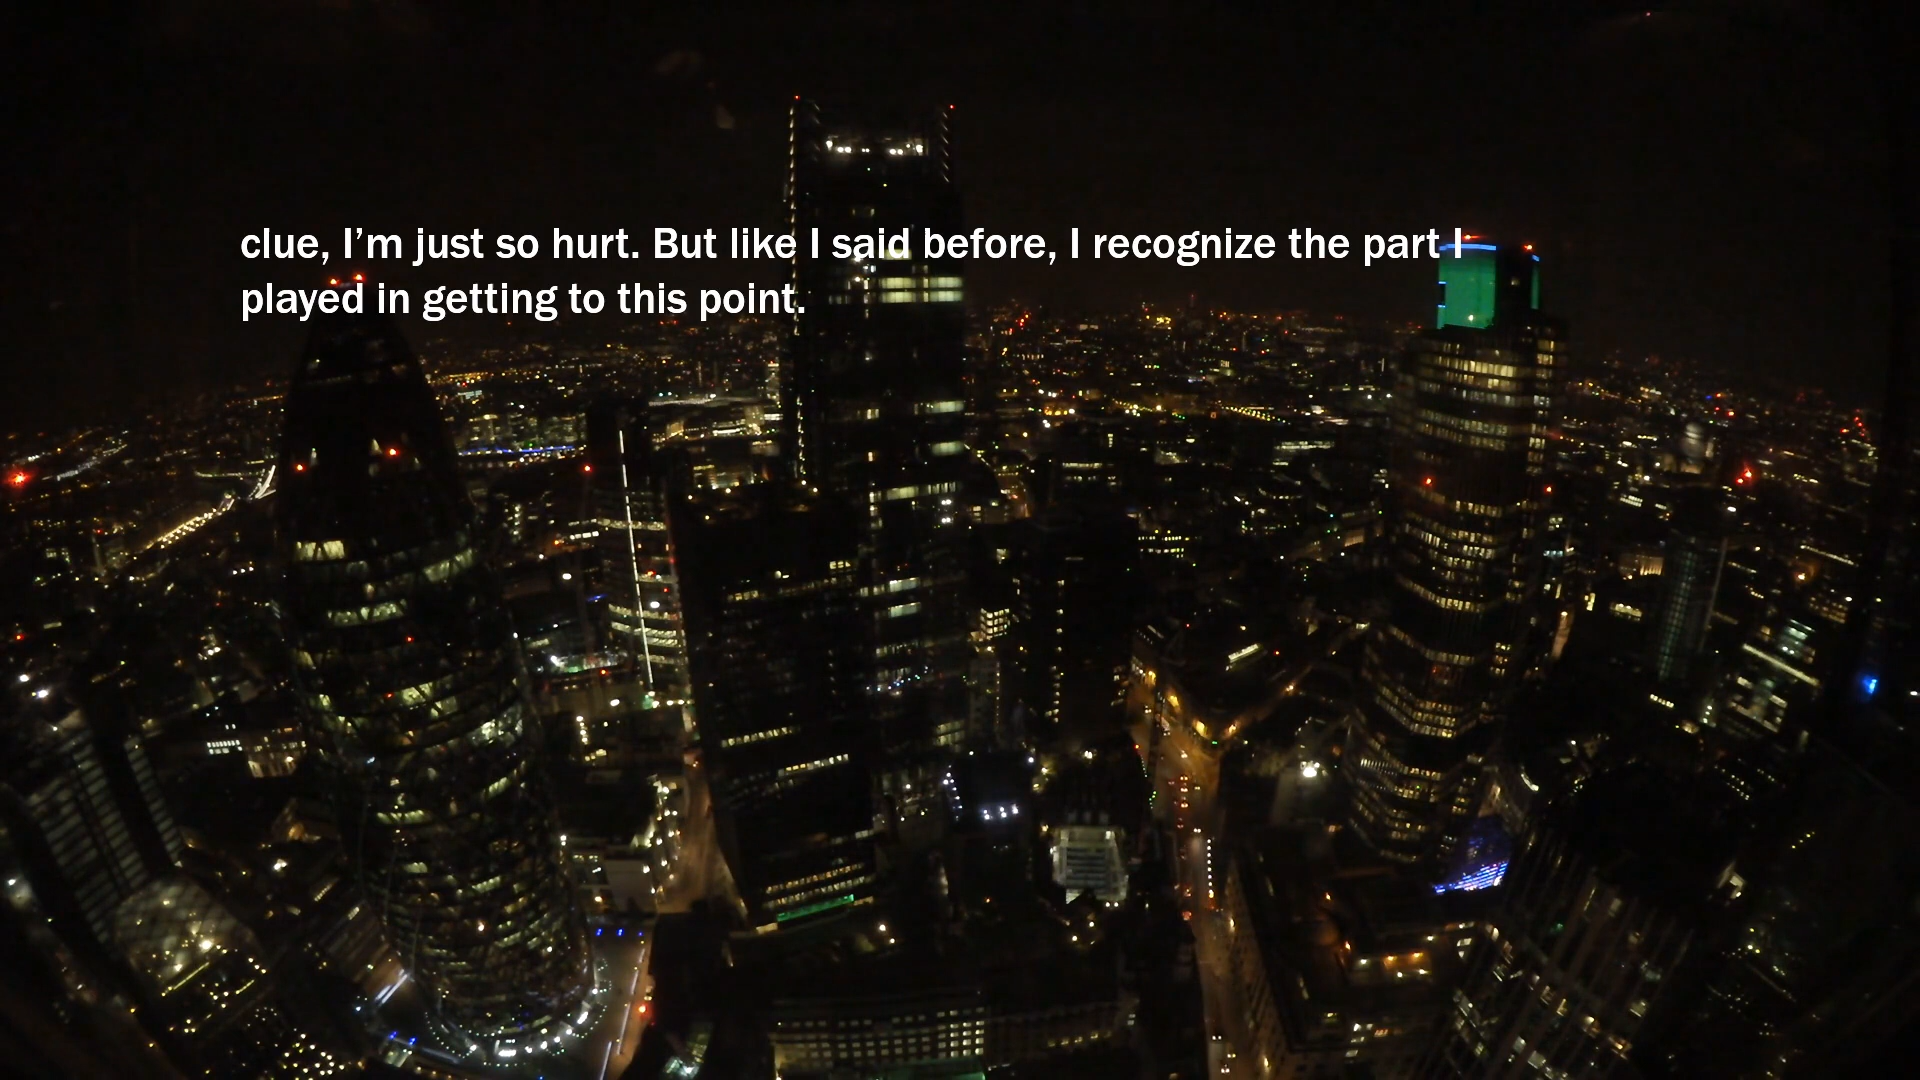 clue, I’m just so hurt. But like I said before, I recognize the part I
played in getting to this point.